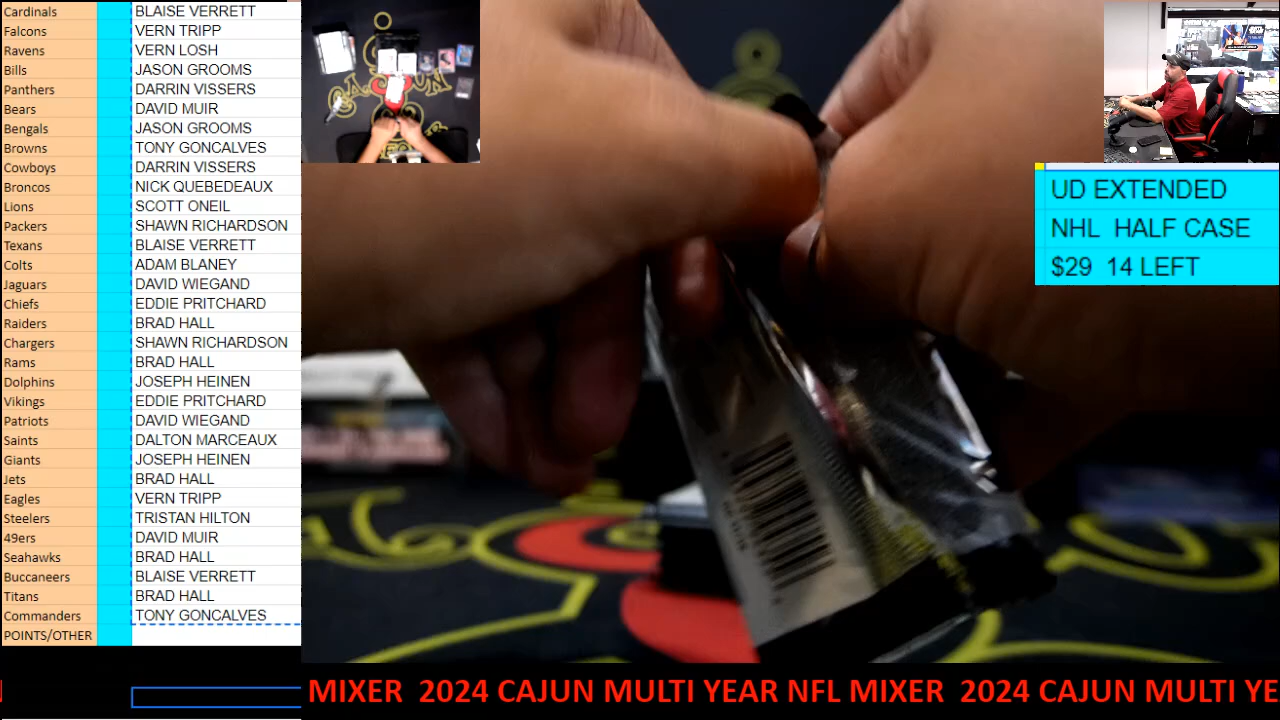 Cardinals BLAISE VERRETT
Falcons VERN TRIPP
Ravens VERN LOSH
Bills JASON GROOMS
Panthers DARRIN VISSERS
Bears DAVID MUIR
Bengals JASON GROOMS
Browns TONY GONCALVES
Cowboys DARRIN VISSERS
Broncos NICK QUEBEDEAUX
Lions SCOTT ONEIL
Packers SHAWN RICHARDSON
Texans BLAISE VERRETT
Colts ADAM BLANEY
Jaguars DAVID WIEGAND
Chiefs EDDIE PRITCHARD
Raiders BRAD HALL
Chargers SHAWN RICHARDSON
Rams BRAD HALL
Dolphins JOSEPH HEINEN
Vikings EDDIE PRITCHARD
Patriots DAVID WIEGAND
Saints DALTON MARCEAUX
Giants JOSEPH HEINEN
Jets BRAD HALL
Eagles VERN TRIPP
Steelers TRISTAN HILTON
49ers DAVID MUIR
Seahawks BRAD HALL
Buccaneers BLAISE VERRETT
Titans BRAD HALL
Commanders TONY GONCALVES
POINTS/OTHER
UD EXTENDED
NHL HALF CASE
$29 14 LEFT
MIXER 2024 CAJUN MULTI YEAR NFL MIXER 2024 CAJUN MULTI YE